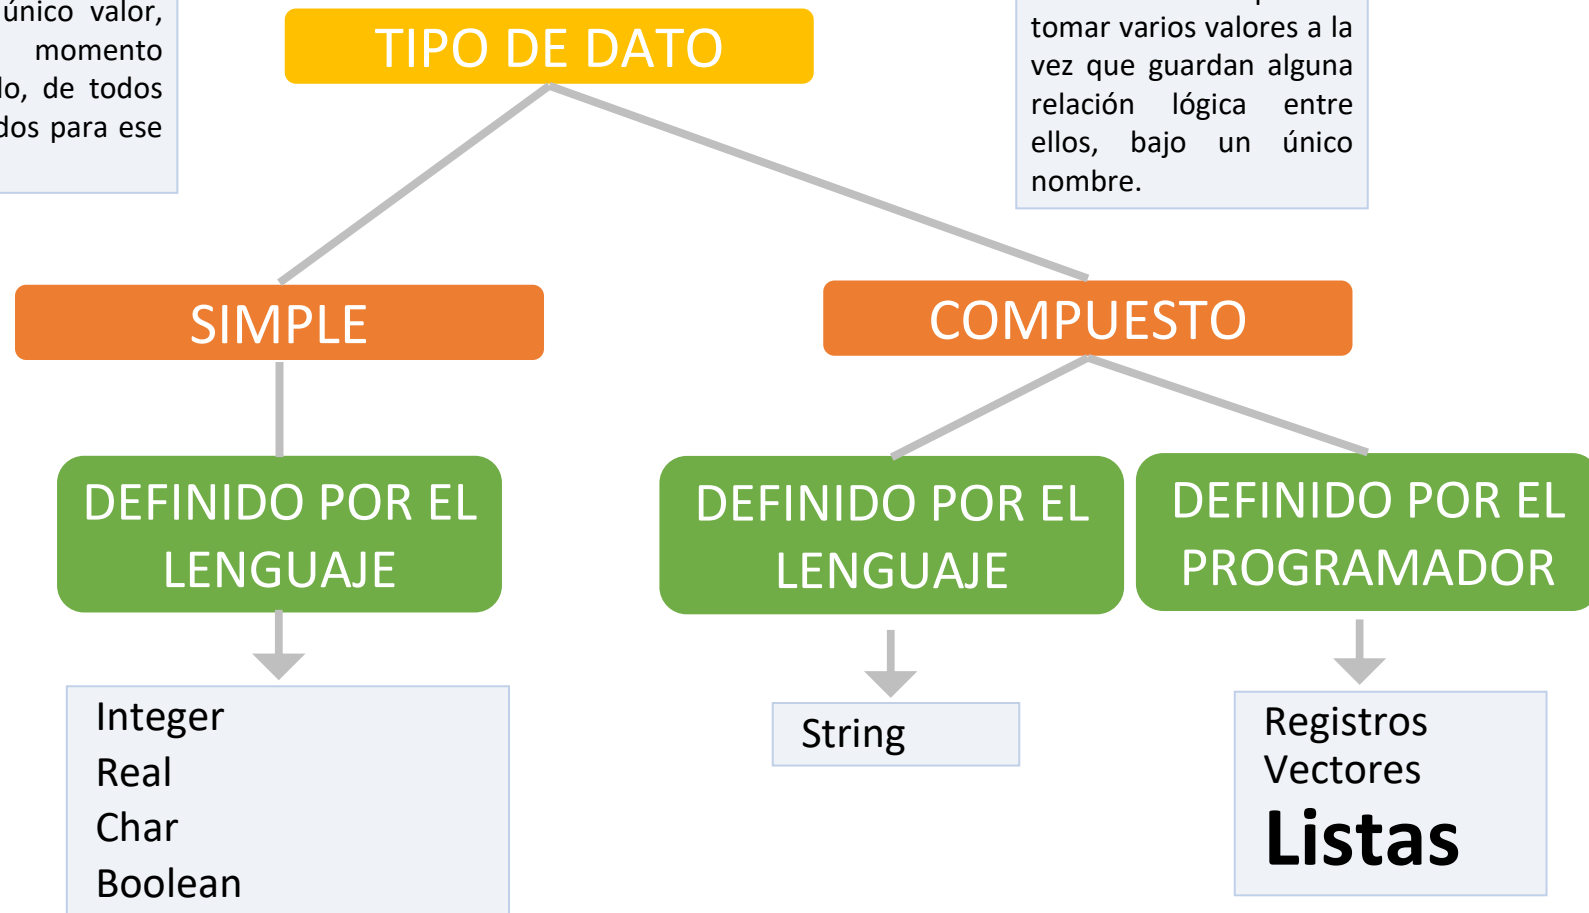 único valor,
momento
de todos
para ese
TIPO DE DATO
tomar varios valores a la
vez que guardan alguna
relación lógica entre
ellos, bajo un único
nombre.
SIMPLE
COMPUESTO
DEFINIDO POR EL
LENGUAJE
DEFINIDO POR EL
LENGUAJE
DEFINIDO POR EL
PROGRAMADOR
Integer
Real
Char
Boolean
String
Registros
Vectores
Listas